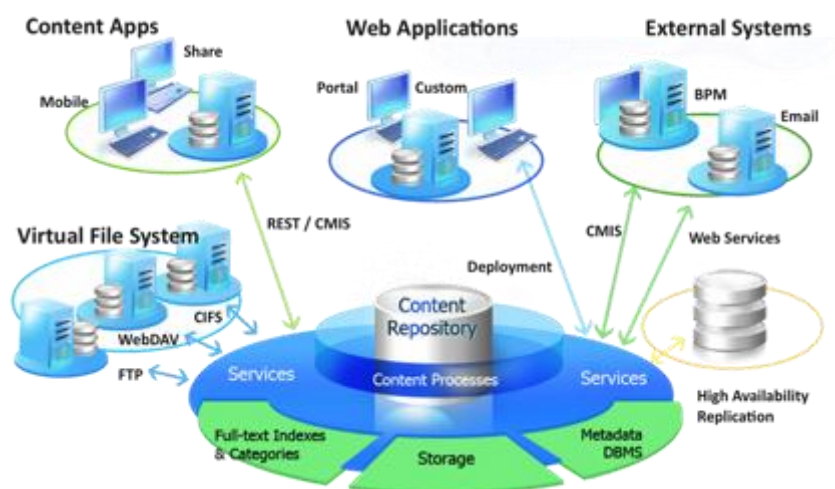 Content Apps
Web Applications
External Systems
Share
Mobile
Portal
Custom
BPM
Email
REST / CMIS
CMIS
Web Services
Deployment
Virtual File System
CIFS
WebDAV
FTP
Content
Repository
Services
Content Processes
Services
High Availability
Replication
Full-text Indexes
& Categories
Storage
Metadata
DBMS